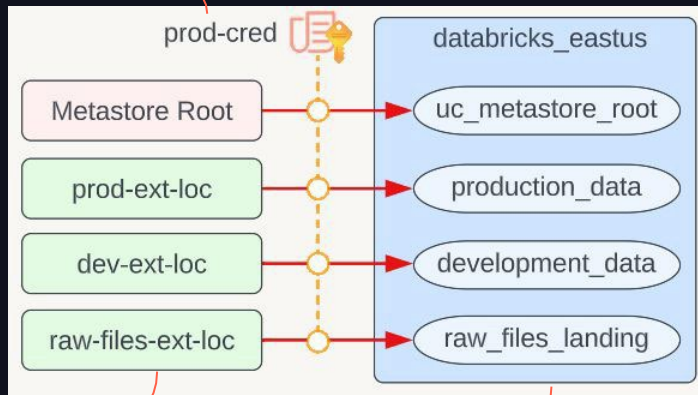 prod-cred
databricks_eastus
Metastore Root
uc_metastore_root
prod-ext-loc
production_data
dev-ext-loc
development_data
raw-files-ext-loc
raw_files_landing